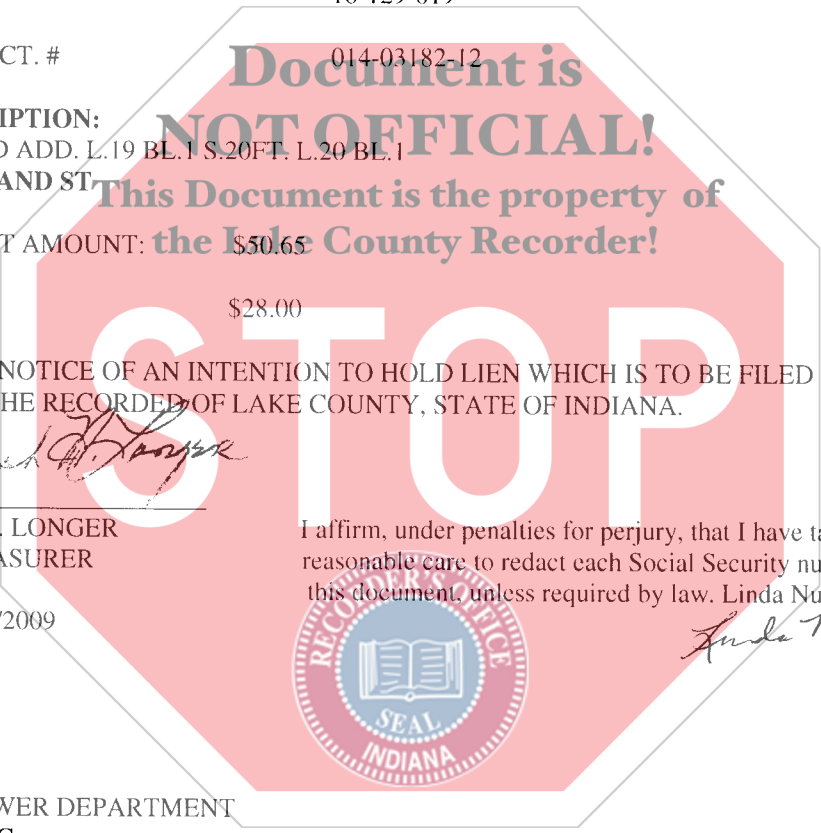 CT. # 014-03182-12
Document is
IPTION:
NOT OFFICIAL!
D ADD. L.19 BL.1 S.20FT. L.20 BL.1
AND ST
This Document is the property of
the Lake County Recorder!
T AMOUNT: $50.65
$28.00
STOP
NOTICE OF AN INTENTION TO HOLD LIEN WHICH IS TO BE FILED
HE RECORDED OF LAKE COUNTY, STATE OF INDIANA.
. LONGER
ASURER
/2009
I affirm, under penalties for perjury, that I have ta
reasonable care to redact each Social Security nu
this document, unless required by law. Linda Nu
RECORDER'S OFFICE
SEAL
INDIANA
WER DEPARTMENT